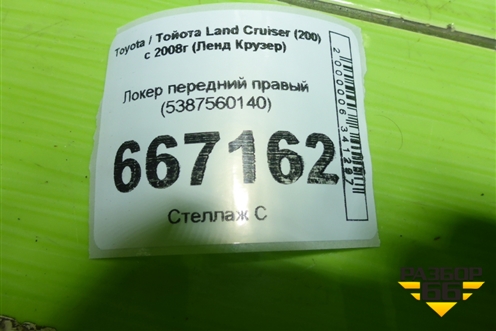 Toyota / Тойота Land Cruiser (200)
с 2008г (Ленд Крузер)
Локер передний правый
(5387560140)
667162
Стеллаж С
2000006341297
РАЗБОР
66